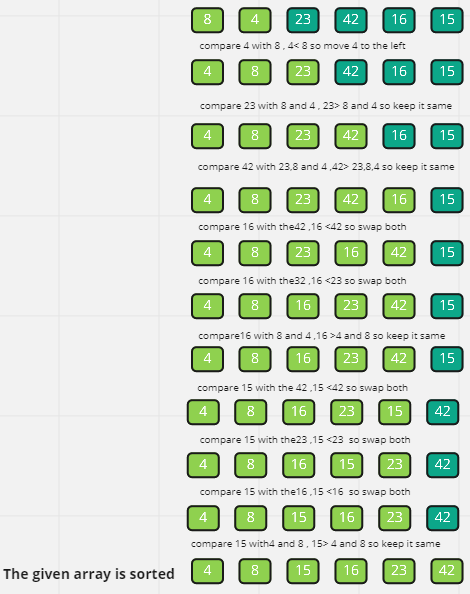 8 4 23 42 16 15
compare 4 with 8 , 4< 8 so move 4 to the left
4 8 23 42 16 15
compare 23 with 8 and 4 , 23> 8 and 4 so keep it same
4 8 23 42 16 15
compare 42 with 23,8 and 4 ,42> 23,8,4 so keep it same
4 8 23 42 16 15
compare 16 with the42 ,16 <42 so swap both
4 8 23 16 42 15
compare 16 with the32 ,16 <23 so swap both
4 8 16 23 42 15
compare16 with 8 and 4 ,16 >4 and 8 so keep it same
4 8 16 23 42 15
compare 15 with the 42 ,15 <42 so swap both
4 8 16 23 15 42
compare 15 with the23 ,15 <23 so swap both
4 8 16 15 23 42
compare 15 with the16 ,15 <16 so swap both
4 8 15 16 23 42
compare 15 with4 and 8 , 15> 4 and 8 so keep it same
The given array is sorted 4 8 15 16 23 42